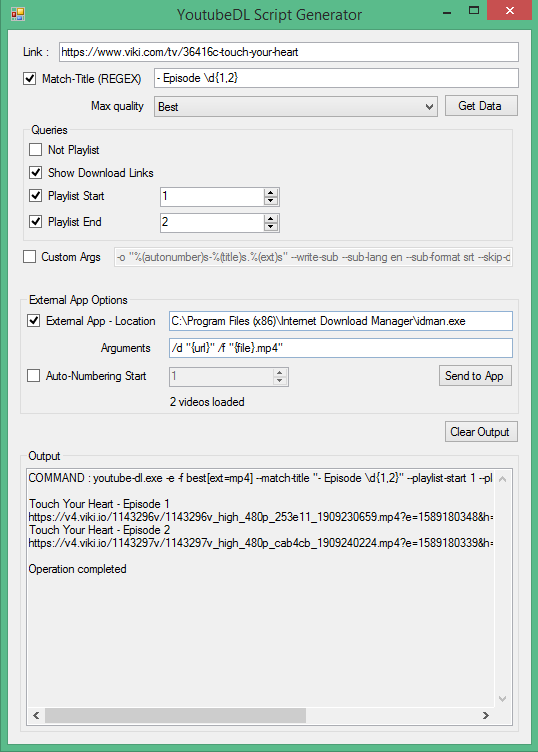 YoutubeDL Script Generator
Link : https://www.viki.com/tv/36416c-touch-your-heart
Match-Title (REGEX) - Episode \d{1,2}
Max quality Best Get Data
Queries
Not Playlist
Show Download Links
Playlist Start 1
Playlist End 2
Custom Args -o "%(autonumber)s-%(title)s.%(ext)s" --write-sub --sub-lang en --sub-format srt --skip-d
External App Options
External App - Location C:\Program Files (x86)\Internet Download Manager\idman.exe
Arguments /d "{url}" /f "{file}.mp4"
Auto-Numbering Start 1 Send to App
2 videos loaded
Clear Output
Output
COMMAND : youtube-dl.exe -e -f best[ext=mp4] --match-title "- Episode \d{1,2}" --playlist-start 1 --pl
Touch Your Heart - Episode 1
https://v4.viki.io/1143296v/1143296v_high_480p_253e11_1909230659.mp4?e=1589180348&h=
Touch Your Heart - Episode 2
https://v4.viki.io/1143297v/1143297v_high_480p_cab4cb_1909240224.mp4?e=1589180339&h=
Operation completed